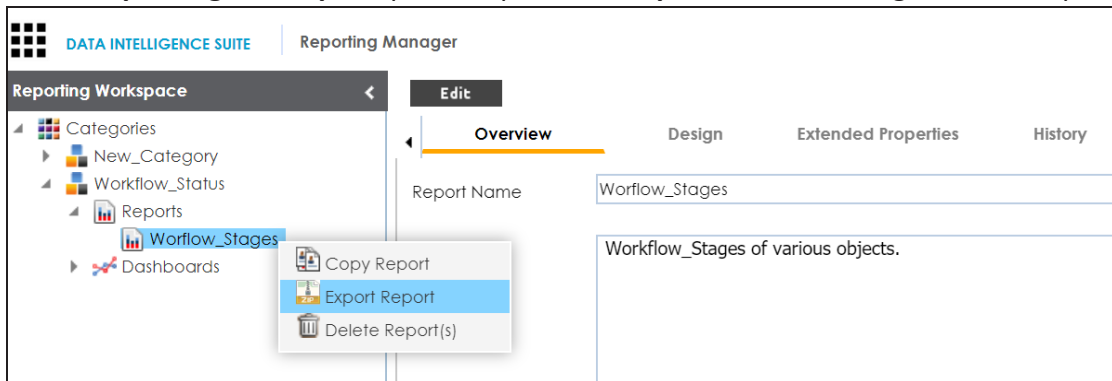 DATA INTELLIGENCE SUITE
Reporting Manager
Reporting Workspace
Edit
Categories
New_Category
Workflow_Status
Reports
Worflow_Stages
Dashboards
Copy Report
ZIP
Export Report
Delete Report(s)
Overview
Design
Extended Properties
History
Report Name
Worflow_Stages
Workflow_Stages of various objects.